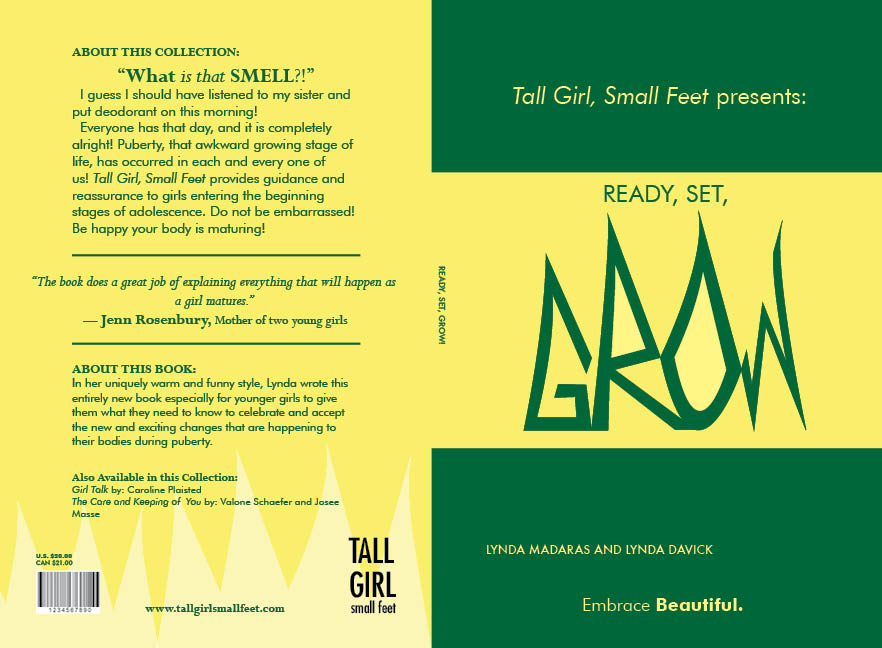 ABOUT THIS COLLECTION:
“What is that SMELL?!”
I guess I should have listened to my sister and
put deodorant on this morning!
Everyone has that day, and it is completely
alright! Puberty, that awkward growing stage of
life, has occurred in each and every one of
us! Tall Girl, Small Feet provides guidance and
reassurance to girls entering the beginning
stages of adolescence. Do not be embarrassed!
Be happy your body is maturing!
“The book does a great job of explaining everything that will happen as
a girl matures.”
— Jenn Rosenbury, Mother of two young girls
ABOUT THIS BOOK:
In her uniquely warm and funny style, Lynda wrote this
entirely new book especially for younger girls to give
them what they need to know to celebrate and accept
the new and exciting changes that are happening to
their bodies during puberty.
Also Available in this Collection:
Girl Talk by: Caroline Plaisted
The Care and Keeping of You by: Valone Schaefer and Josee
Masse
U.S. $20.00
CAN $21.00
1234567890
www.tallgirlsmallfeet.com
TALL
GIRL
small feet
READY, SET, GROW!
Tall Girl, Small Feet presents:
READY, SET,
GROW
LYNDA MADARAS AND LYNDA DAVICK
Embrace Beautiful.